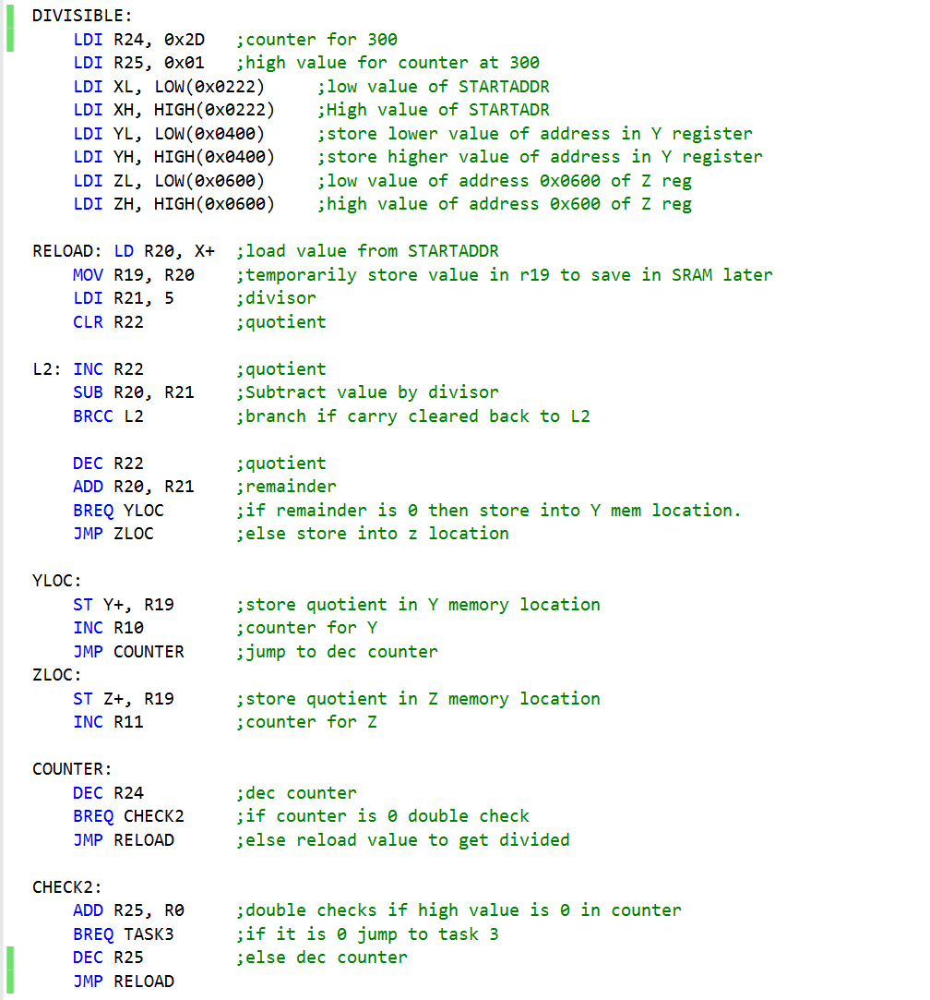 DIVISIBLE:
    LDI R24, 0x2D   ;counter for 300
    LDI R25, 0x01   ;high value for counter at 300
    LDI XL, LOW(0x0222)     ;low value of STARTADDR
    LDI XH, HIGH(0x0222)    ;High value of STARTADR
    LDI YL, LOW(0x0400)     ;store lower value of address in Y register
    LDI YH, HIGH(0x0400)    ;store higher value of address in Y register
    LDI ZL, LOW(0x0600)     ;low value of address 0x0600 of Z reg
    LDI ZH, HIGH(0x0600)    ;high value of address 0x600 of Z reg

RELOAD: LD R20, X+  ;load value from STARTADDR
    MOV R19, R20    ;temporarily store value in r19 to save in SRAM later
    LDI R21, 5      ;divisor
    CLR R22         ;quotient

L2: INC R22         ;quotient
    SUB R20, R21    ;Subtract value by divisor
    BRCC L2         ;branch if carry cleared back to L2

    DEC R22         ;quotient
    ADD R20, R21    ;remainder
    BREQ YLOC       ;if remainder is 0 then store into Y mem location.
    JMP ZLOC        ;else store into z location

YLOC:
    ST Y+, R19      ;store quotient in Y memory location
    INC R10         ;counter for Y
    JMP COUNTER     ;jump to dec counter
ZLOC:
    ST Z+, R19      ;store quotient in Z memory location
    INC R11         ;counter for Z

COUNTER:
    DEC R24         ;dec counter
    BREQ CHECK2     ;if counter is 0 double check
    JMP RELOAD      ;else reload value to get divided

CHECK2:
    ADD R25, R0     ;double checks if high value is 0 in counter
    BREQ TASK3      ;if it is 0 jump to task 3
    DEC R25         ;else dec counter
    JMP RELOAD